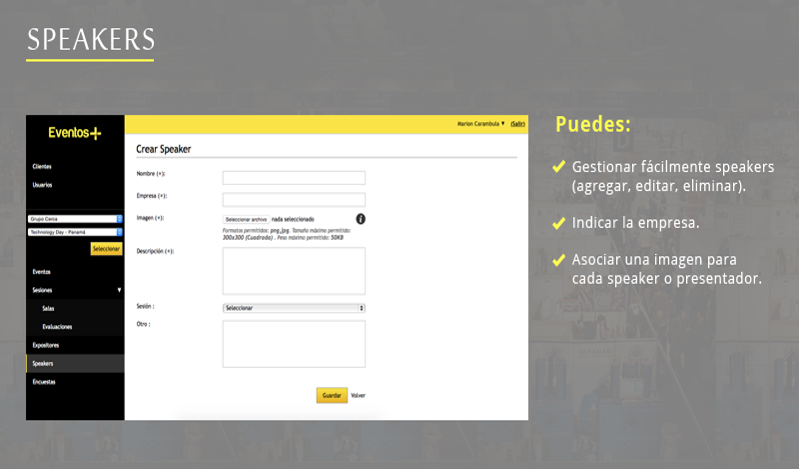 SPEAKERS
Eventos+
Clientes
Usuarios
Grupo Cerca
Technology Day - Panamá
Seleccionar
Eventos
Sesiones
Salas
Evaluaciones
Expositores
Speakers
Encuestas
Marion Carambula ▼ (Salir)
Crear Speaker
Nombre (*):
Empresa (*):
Imagen (*): Seleccionar archivo nada seleccionado
Formatos permitidos: png,jpg. Tamaño máximo permitido:
300x300 (Cuadrada) . Peso máximo permitido: 50KB
Descripción (*):
Sesión : Seleccionar
Otro :
Guardar Volver
Puedes:
Gestionar fácilmente speakers
(agregar, editar, eliminar).
Indicar la empresa.
Asociar una imagen para
cada speaker o presentador.